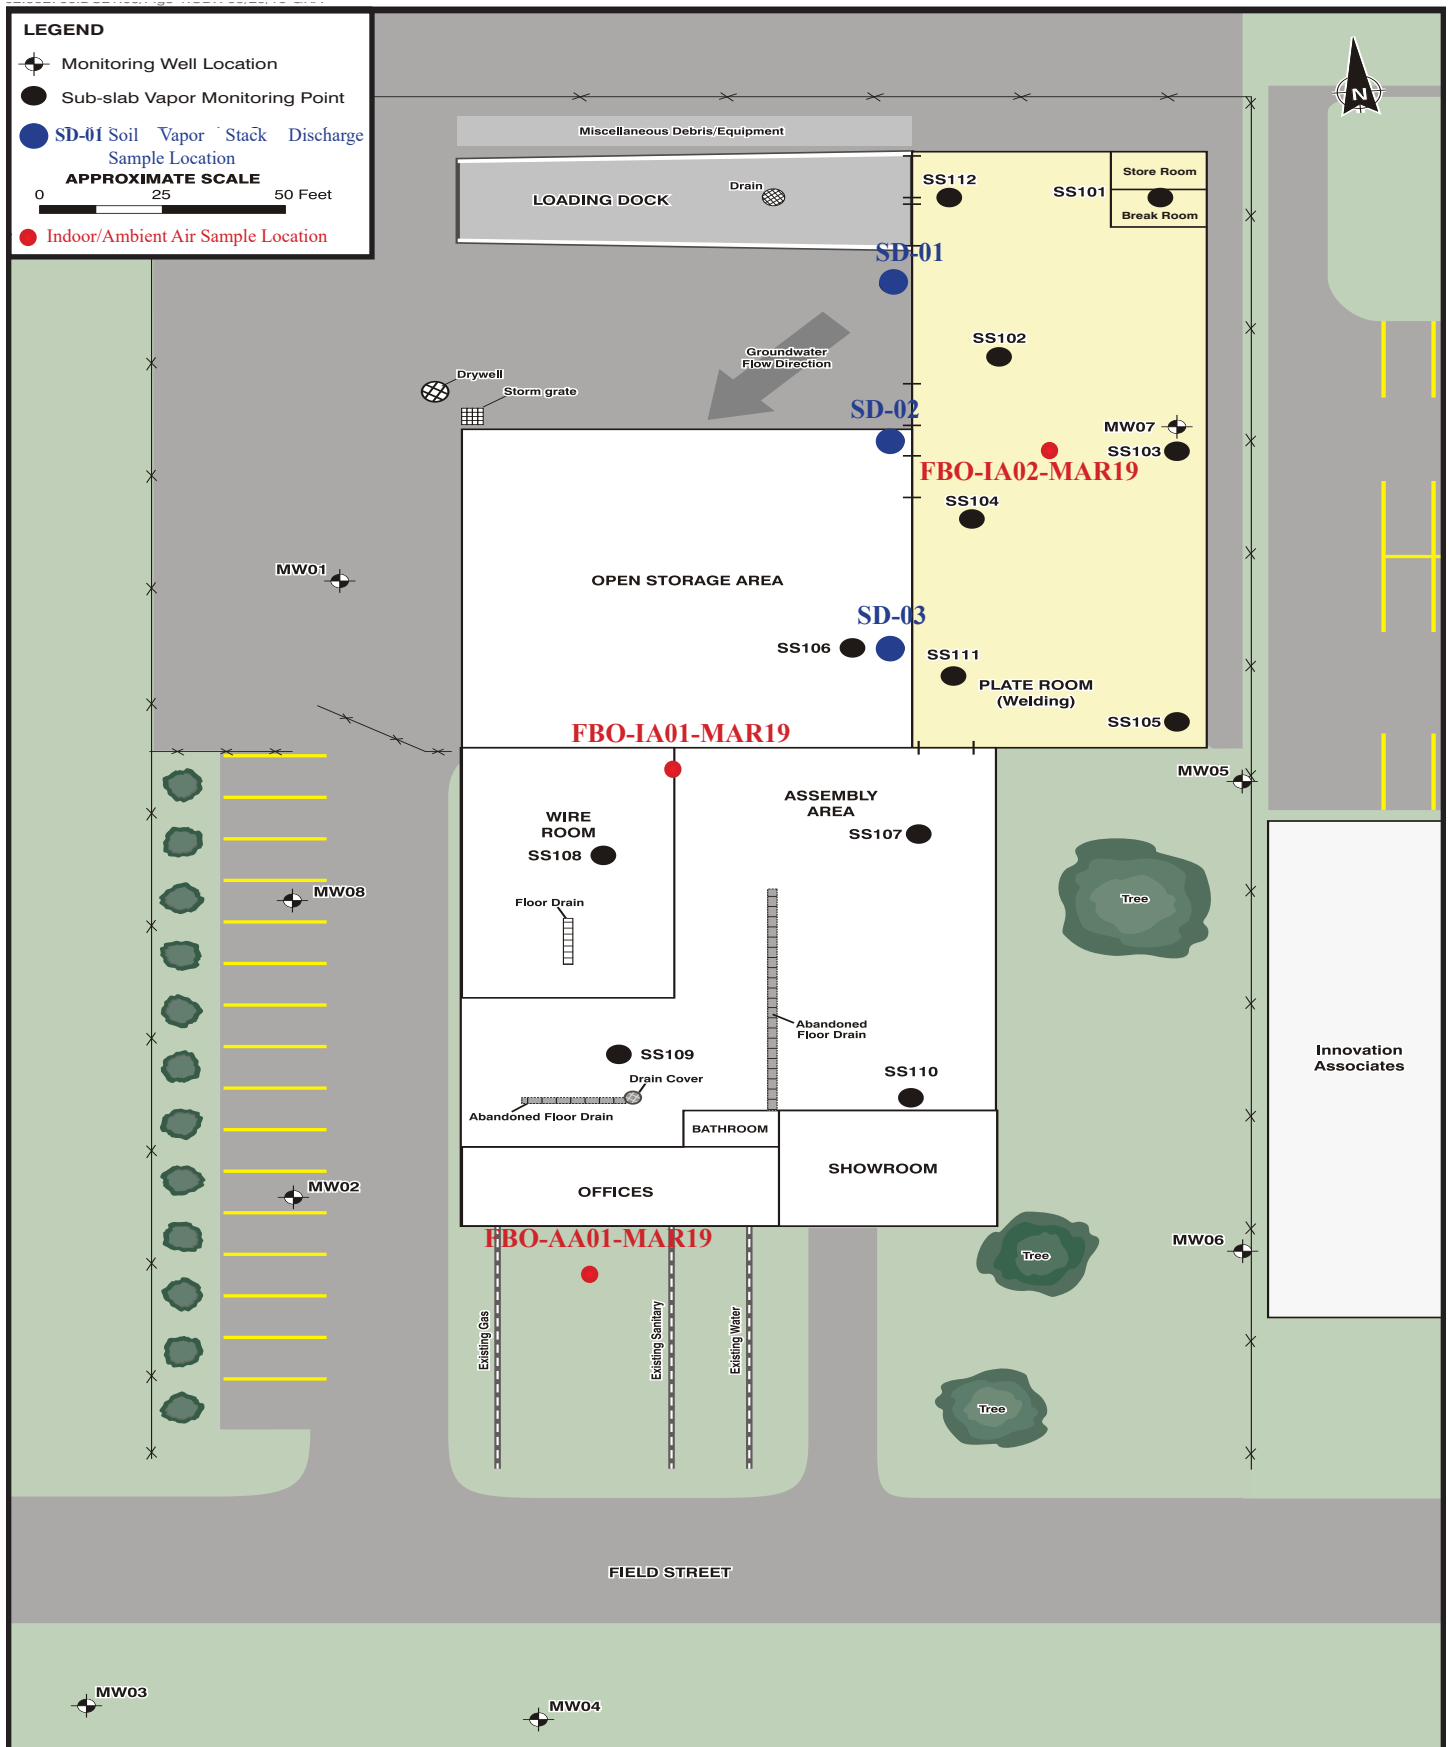 LEGEND
Monitoring Well Location
Sub-slab Vapor Monitoring Point
SD-01 Soil Vapor Stack Discharge
Sample Location
APPROXIMATE SCALE
0 25 50 Feet
Indoor/Ambient Air Sample Location
N
Miscellaneous Debris/Equipment
LOADING DOCK
Drain
SS112
SS101
Store Room
Break Room
SD-01
SS102
Groundwater
Flow Direction
Drywell
Storm grate
SD-02
MW07
SS103
FBO-IA02-MAR19
SS104
MW01
OPEN STORAGE AREA
SD-03
SS106
SS111
PLATE ROOM
(Welding)
SS105
FBO-IA01-MAR19
MW05
ASSEMBLY
AREA
WIRE
ROOM
SS107
SS108
MW08
Floor Drain
Tree
Abandoned
Floor Drain
SS109
Innovation
Associates
SS110
Drain Cover
Abandoned Floor Drain
BATHROOM
SHOWROOM
OFFICES
MW02
FBO-AA01-MAR19
MW06
Tree
Existing Gas
Existing Sanitary
Existing Water
Tree
FIELD STREET
MW03
MW04